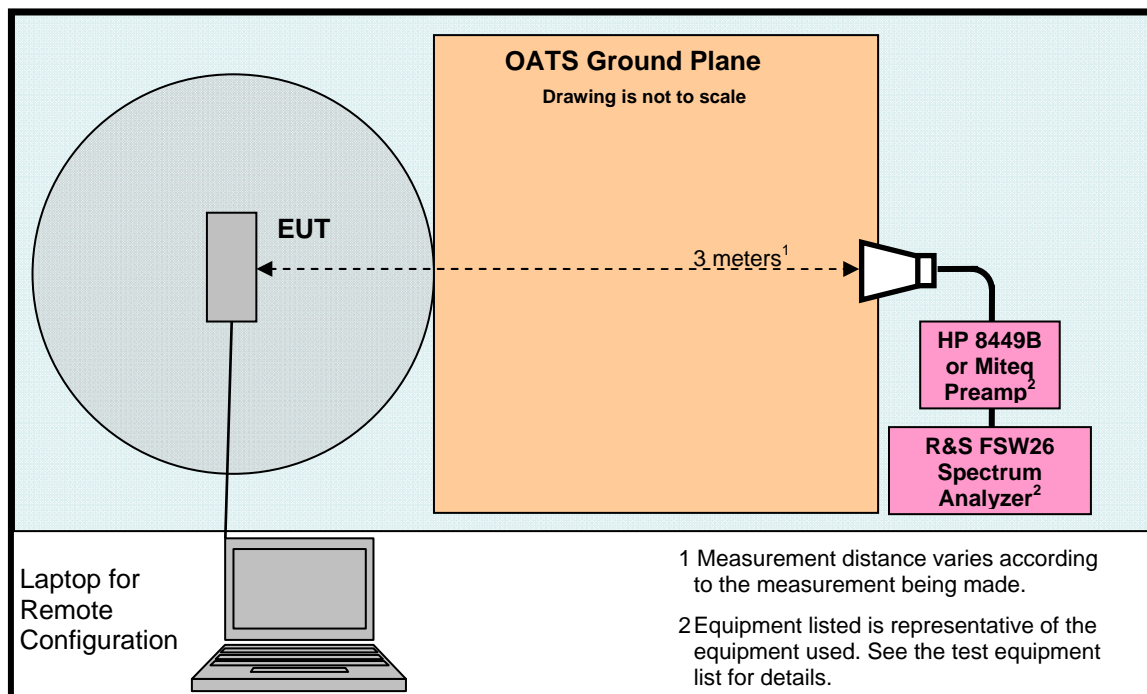 OATS Ground Plane
Drawing is not to scale
EUT
3 meters1
HP 8449B
or Miteq
Preamp2
R&S FSW26
Spectrum
Analyzer2
Laptop for
Remote
Configuration
1 Measurement distance varies according
to the measurement being made.
2 Equipment listed is representative of the
equipment used. See the test equipment
list for details.